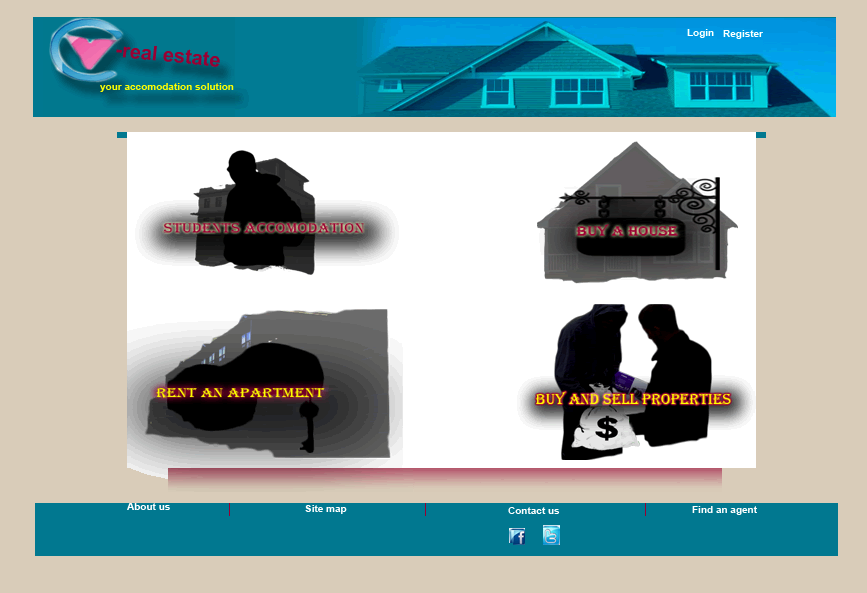 -real estate
your accomodation solution
Login Register
STUDENTS ACCOMODATION
BUY A HOUSE
RENT AN APARTMENT
BUY AND SELL PROPERTIES
$
About us
Site map
Contact us
Find an agent